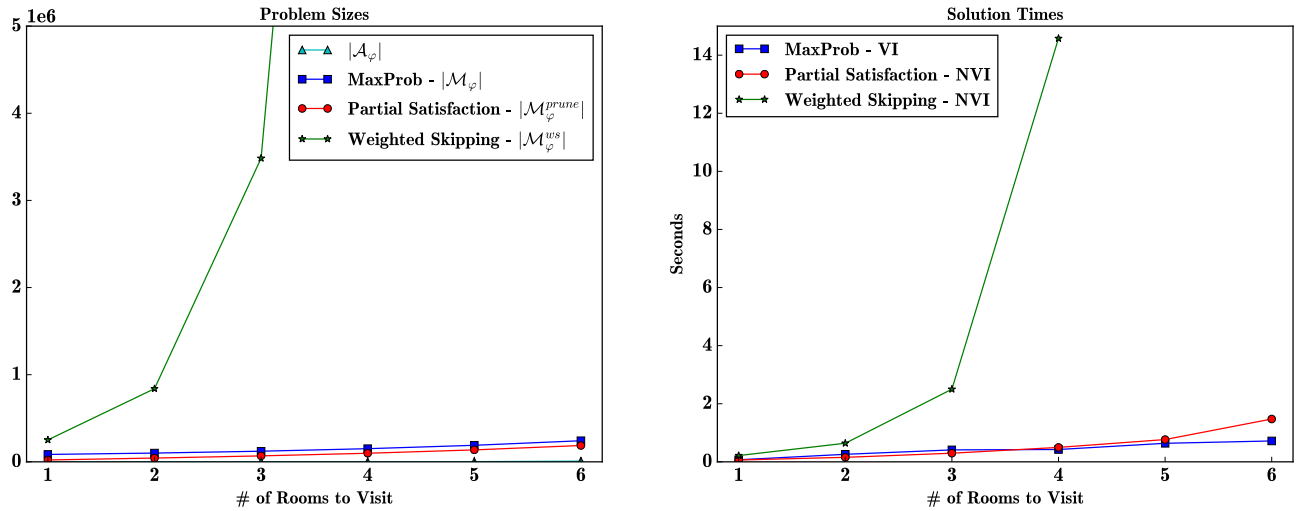 Problem Sizes
1e6
5
4
3
2
1
0
|𝒜_φ|
MaxProb - |ℳ_φ|
Partial Satisfaction - |ℳ_φ^prune|
Weighted Skipping - |ℳ_φ^ws|
1 2 3 4 5 6
# of Rooms to Visit
Solution Times
14
12
10
8
6
4
2
0
Seconds
MaxProb - VI
Partial Satisfaction - NVI
Weighted Skipping - NVI
1 2 3 4 5 6
# of Rooms to Visit